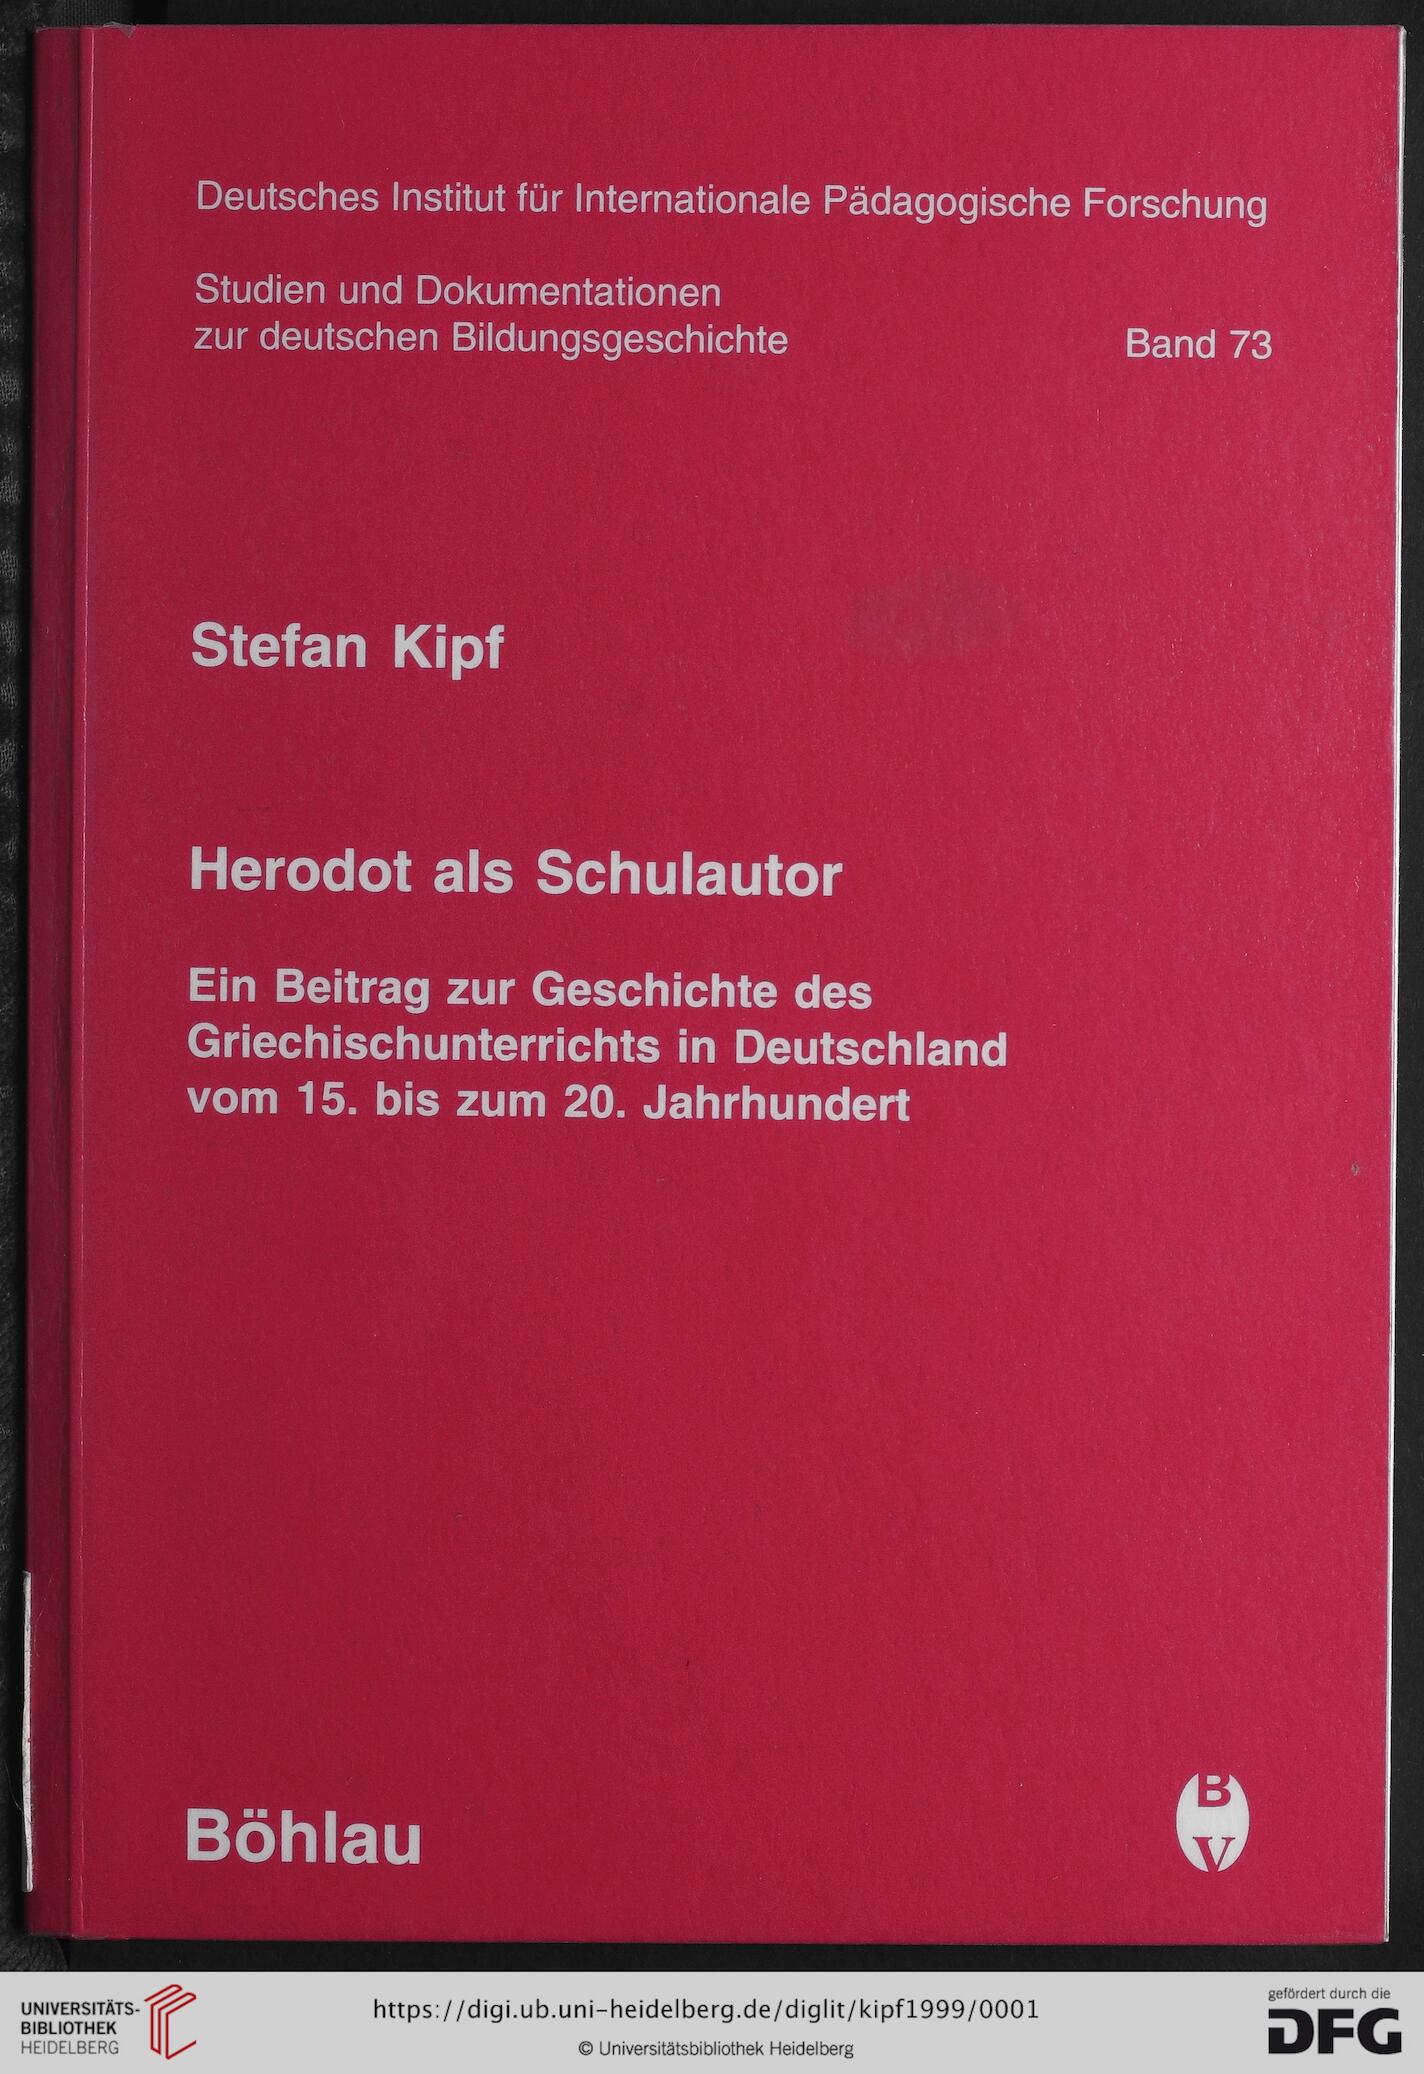 Deutsches Institut für Internationale Pädagogische Forschung
Studien und Dokumentationen
zur deutschen Bildungsgeschichte Band 73
Stefan Kipf
Herodot als Schulautor
Ein Beitrag zur Geschichte des
Griechischunterrichts in Deutschland
vom 15. bis zum 20. Jahrhundert
Böhlau
B
V
UNIVERSITÄTS-
BIBLIOTHEK
HEIDELBERG
https://digi.ub.uni-heidelberg.de/diglit/kipf1999/0001
© Universitätsbibliothek Heidelberg
gefördert durch die
DFG